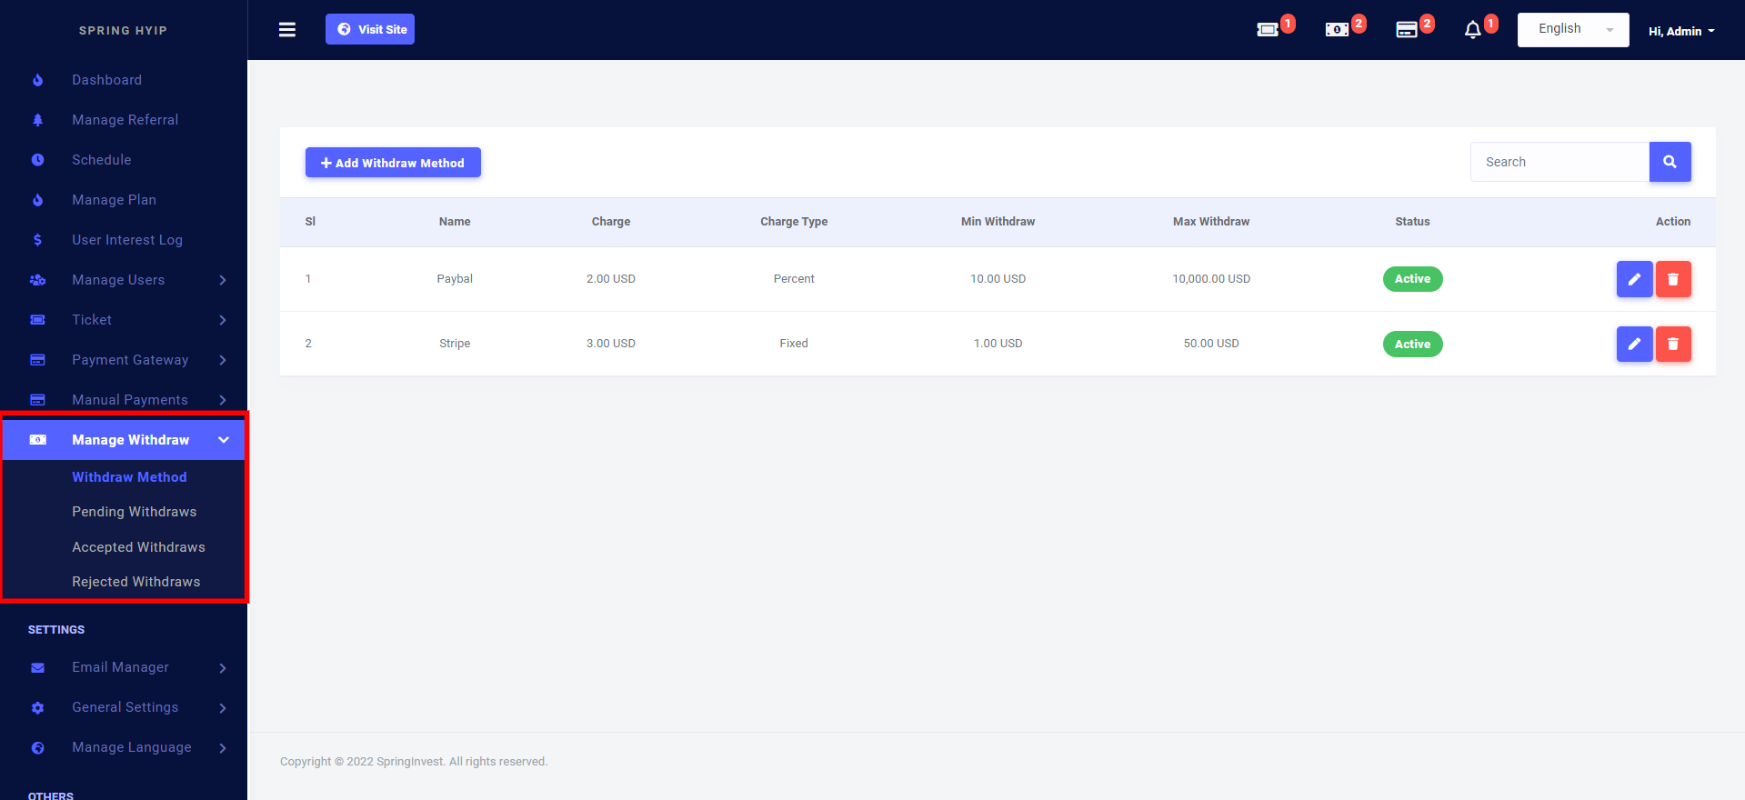 SPRING HYIP
Visit Site
1
2
2
1
English
Hi, Admin
Dashboard
Manage Referral
Schedule
Manage Plan
User Interest Log
Manage Users
Ticket
Payment Gateway
Manual Payments
Manage Withdraw
Withdraw Method
Pending Withdraws
Accepted Withdraws
Rejected Withdraws
SETTINGS
Email Manager
General Settings
Manage Language
OTHERS
Add Withdraw Method
Search
Sl Name Charge Charge Type Min Withdraw Max Withdraw Status Action
1 Paybal 2.00 USD Percent 10.00 USD 10,000.00 USD Active
2 Stripe 3.00 USD Fixed 1.00 USD 50.00 USD Active
Copyright © 2022 SpringInvest. All rights reserved.